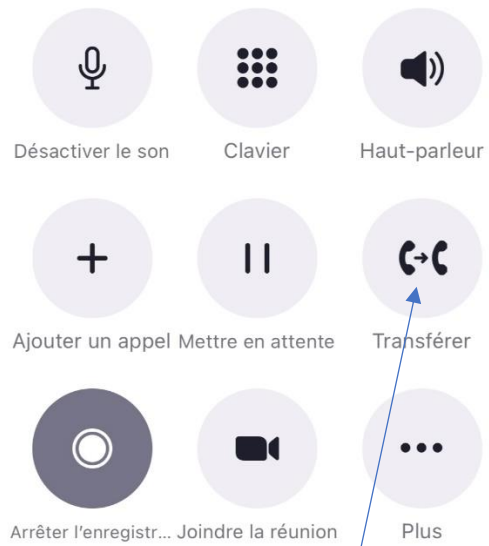 Désactiver le son Clavier Haut-parleur
Ajouter un appel Mettre en attente Transférer
Arrêter l'enregistr... Joindre la réunion Plus